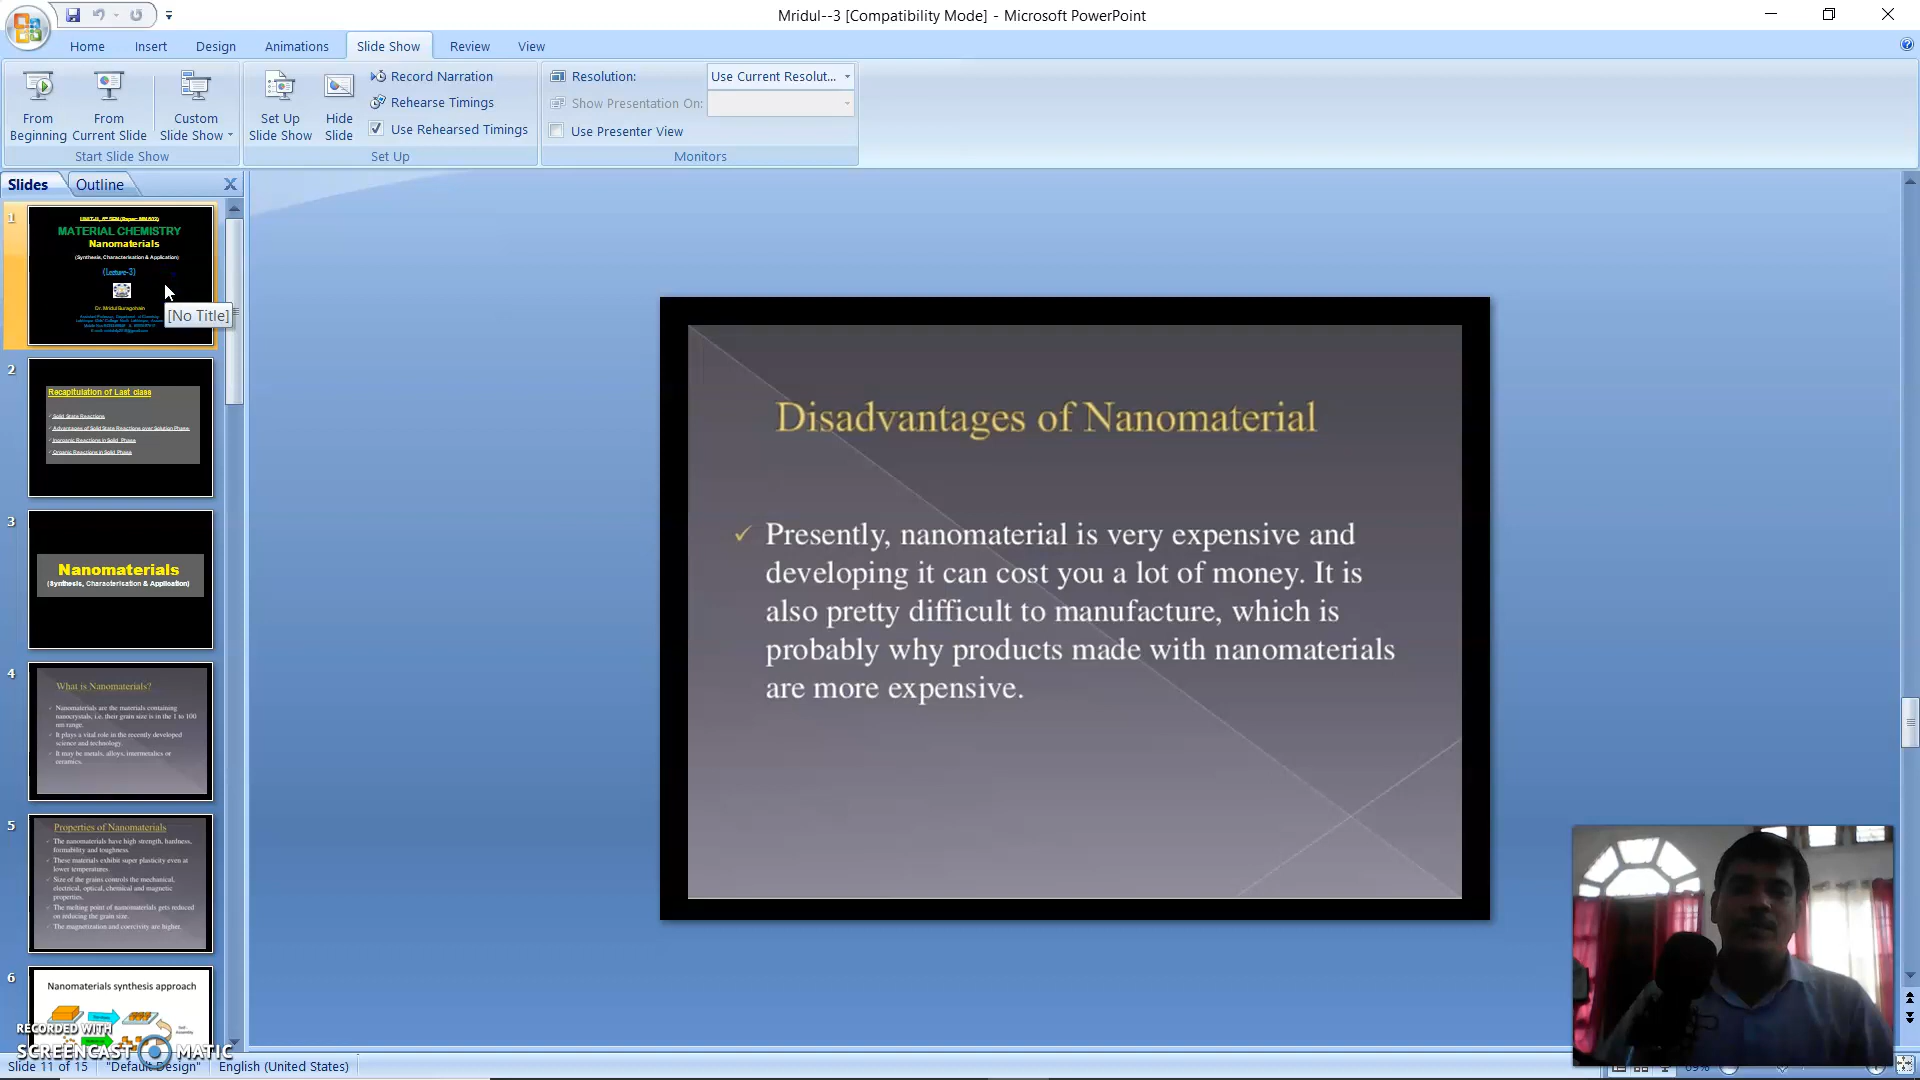 Mridul--3 [Compatibility Mode] - Microsoft PowerPoint
Home Insert Design Animations Slide Show Review View
From Beginning
From Current Slide
Custom Slide Show
Start Slide Show
Set Up Slide Show
Hide Slide
Record Narration
Rehearse Timings
Use Rehearsed Timings
Set Up
Resolution: Use Current Resolut...
Show Presentation On:
Use Presenter View
Monitors
Slides Outline
1
MATERIAL CHEMISTRY
Nanomaterials
(Synthesis, Characterisation & Application)
(Lecture-3)
Dr. Mridul Buragohain
[No Title]
2
Recapitulation of Last class
Solid State Reactions
Advantages of Solid State Reactions over Solution Phase.
Inorganic Reactions in Solid Phase
Organic Reactions in Solid Phase
3
Nanomaterials
(Synthesis, Characterisation & Application)
4
What is Nanomaterials?
Nanomaterials are the materials containing
nanocrystals, i.e. their grain size is in the 1 to 100
nm range.
It plays a vital role in the recently developed
science and technology.
It may be metals, alloys, intermetalics or
ceramics.
5
Properties of Nanomaterials
The nanomaterials have high strength, hardness,
formability and toughness.
These materials exhibit super plasticity even at
lower temperatures.
Size of the grains controls the mechanical,
electrical, optical, chemical and magnetic
properties.
The melting point of nanomaterials gets reduced
on reducing the grain size.
The magnetization and coercivity are higher.
6
Nanomaterials synthesis approach
Disadvantages of Nanomaterial
✓ Presently, nanomaterial is very expensive and
developing it can cost you a lot of money. It is
also pretty difficult to manufacture, which is
probably why products made with nanomaterials
are more expensive.
RECORDED WITH
SCREENCAST MATIC
Slide 11 of 15 "Default Design" English (United States)
69%